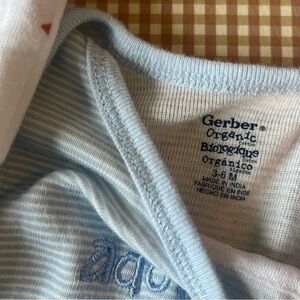 Gerber®
Organic
Biologique
Orgánico
3-6 M
MADE IN INDIA
FABRIQUÉ EN INDE
HECHO EN INDIA